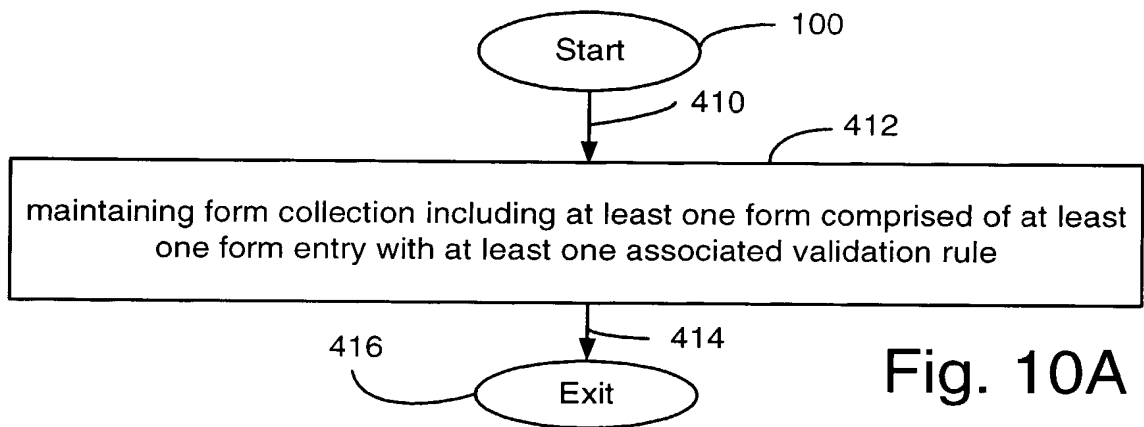 100
Start
410
412
maintaining form collection including at least one form comprised of at least
one form entry with at least one associated validation rule
414
416
Exit
Fig. 10A